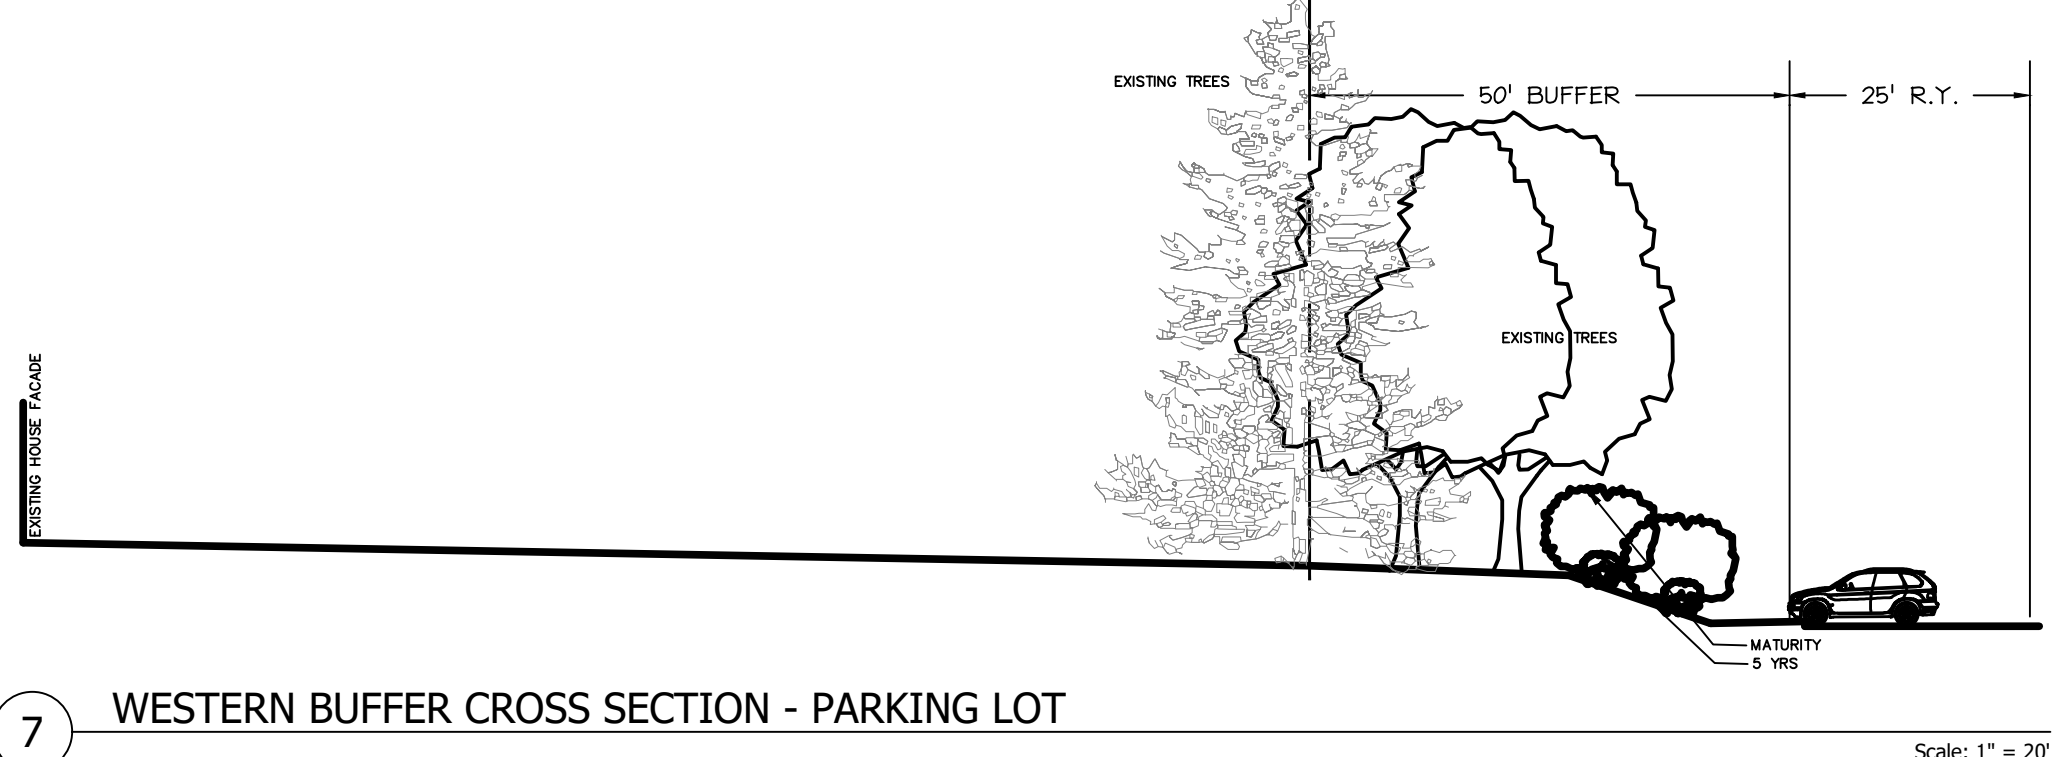 EXISTING TREES
50' BUFFER
25' R.Y.
EXISTING TREES
EXISTING HOUSE FACADE
MATURITY
5 YRS
7
WESTERN BUFFER CROSS SECTION - PARKING LOT
Scale: 1" = 20'